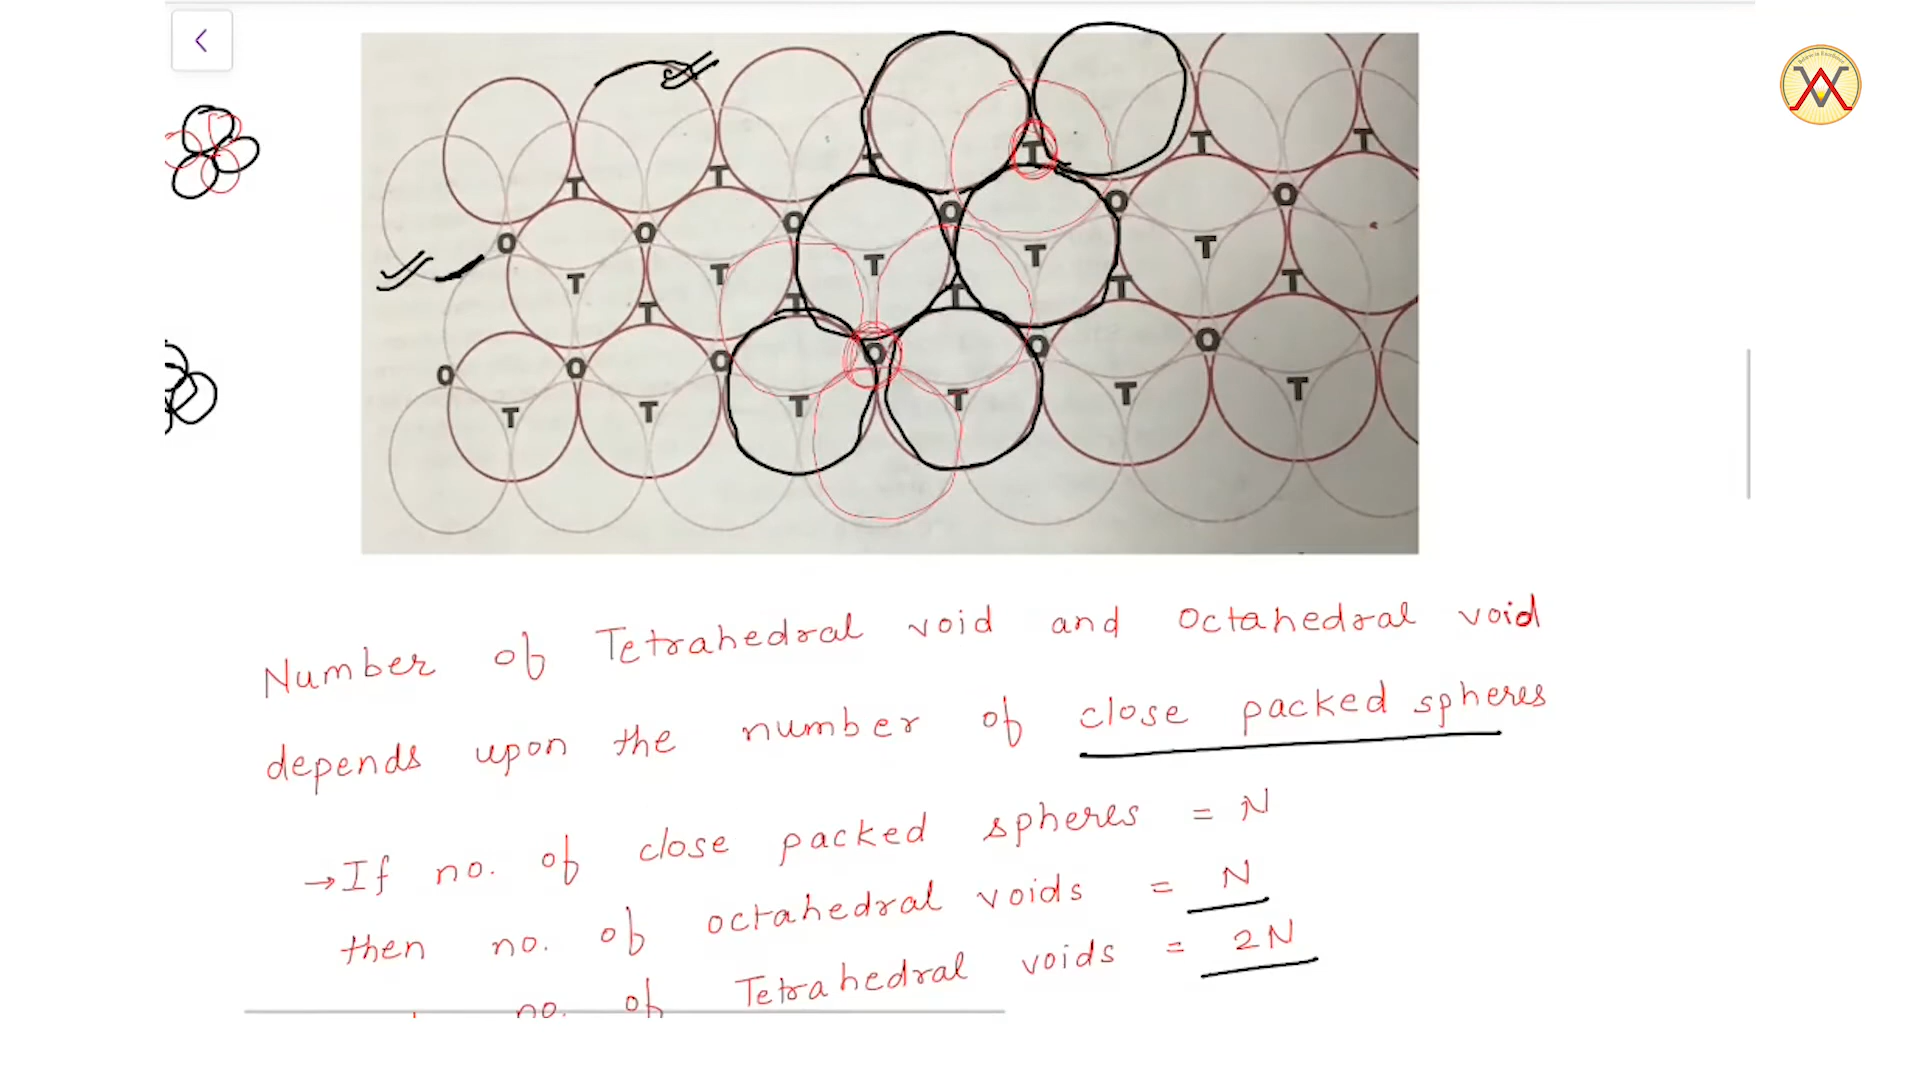 T T T T T T
O O O O O O
T T T T T T
T T T T T
O O O O O O O
T T T T T T
Number of Tetrahedral void and Octahedral void
depends upon the number of close packed spheres
→If no. of close packed spheres = N
then no. of octahedral voids = N
no. of Tetrahedral voids = 2N